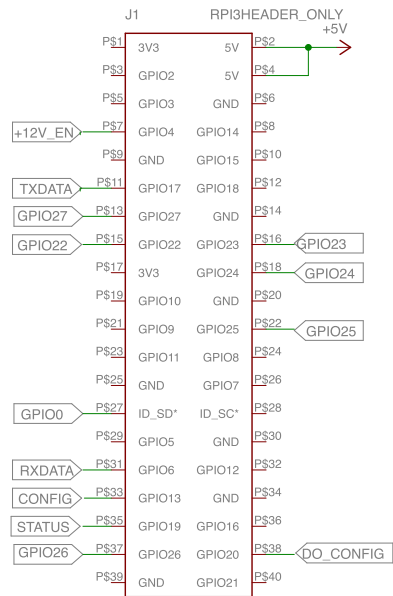 J1 RPI3HEADER_ONLY
+5V
P$1 3V3 5V P$2
P$3 GPIO2 5V P$4
P$5 GPIO3 GND P$6
+12V_EN P$7 GPIO4 GPIO14 P$8
P$9 GND GPIO15 P$10
TXDATA P$11 GPIO17 GPIO18 P$12
GPIO27 P$13 GPIO27 GND P$14
GPIO22 P$15 GPIO22 GPIO23 P$16 GPIO23
P$17 3V3 GPIO24 P$18 GPIO24
P$19 GPIO10 GND P$20
P$21 GPIO9 GPIO25 P$22 GPIO25
P$23 GPIO11 GPIO8 P$24
P$25 GND GPIO7 P$26
GPIO0 P$27 ID_SD* ID_SC* P$28
P$29 GPIO5 GND P$30
RXDATA P$31 GPIO6 GPIO12 P$32
CONFIG P$33 GPIO13 GND P$34
STATUS P$35 GPIO19 GPIO16 P$36
GPIO26 P$37 GPIO26 GPIO20 P$38 DO_CONFIG
P$39 GND GPIO21 P$40